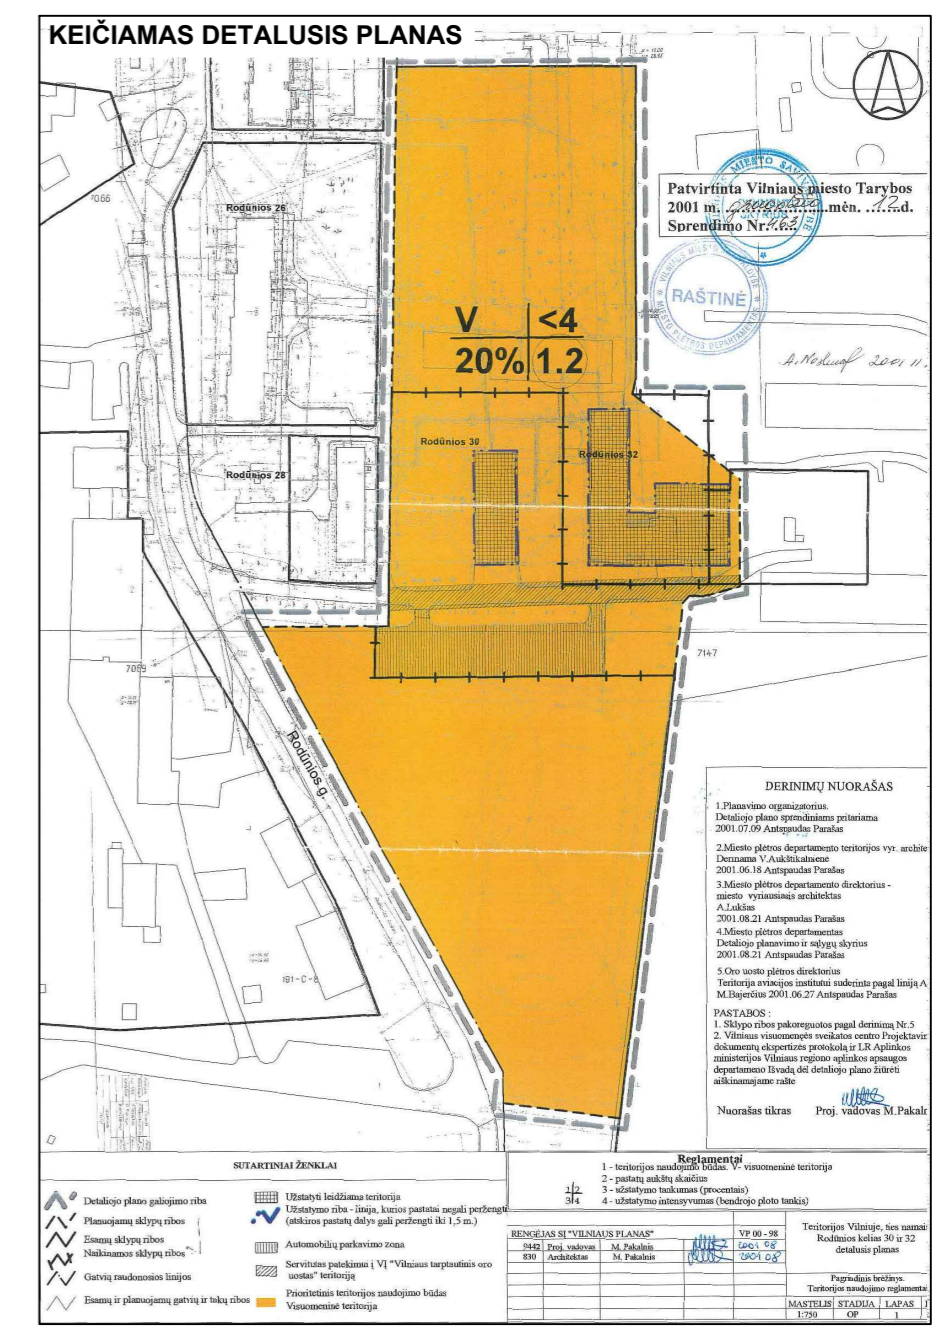 KEIČIAMAS DETALUSIS PLANAS
Patvirtinta Vilniaus miesto Tarybos
2001 m. mėn. 12 d.
Sprendimo Nr. 463
RAŠTINĖ
7066
Rodūnios 26
V <4
20% 1.2
Rodūnios 30
Rodūnios 32
Rodūnios 28
7147
7069
Rodūnios g.
191-C-8
DERINIMŲ NUORAŠAS
1.Planavimo organizatorius.
Detaliojo plano sprendiniams pritariama
2001.07.09 Antspaudas Parašas
2.Miesto plėtros departamento teritorijos vyr. archite
Derinama V.Aukštikalnienė
2001.06.18 Antspaudas Parašas
3.Miesto plėtros departamento direktorius -
miesto vyriausiasis architektas
A.Lukšas
2001.08.21 Antspaudas Parašas
4.Miesto plėtros departamentas
Detaliojo planavimo ir sąlygų skyrius
2001.08.21 Antspaudas Parašas
5.Oro uosto plėtros direktorius
Teritorija aviacijos institutui suderinta pagal liniją A
M.Bajerčius 2001.06.27 Antspaudas Parašas
PASTABOS :
1. Sklypo ribos pakoreguotos pagal derinimą Nr.5
2. Vilniaus visuomenės sveikatos centro Projektavir
dokumentų ekspertizės protokolą ir LR Aplinkos
ministerijos Vilniaus regiono aplinkos apsaugos
departameno Išvadą dėl detaliojo plano žiūrėti
aiškinamajame rašte
Nuorašas tikras Proj. vadovas M.Pakaln
SUTARTINIAI ŽENKLAI
Detaliojo plano galiojimo riba
Planuojamų sklypų ribos
Esamų sklypų ribos
Naikinamos sklypų ribos
Gatvių raudonosios linijos
Esamų ir planuojamų gatvių ir takų ribos
Užstatyti leidžiama teritorija
Užstatymo riba - linija, kurios pastatai negali peržengti
(atskiros pastatų dalys gali peržengti iki 1,5 m.)
Automobilių parkavimo zona
Servitutas patekimui į VĮ "Vilniaus tarptautinis oro
uostas" teritoriją
Prioritetinis teritorijos naudojimo būdas
Visuomeninė teritorija
Reglamentai
1 - teritorijos naudojimo būdas. V- visuomeninė teritorija
2 - pastatų aukštų skaičius
3 - užstatymo tankumas (procentais)
4 - užstatymo intensyvumas (bendrojo ploto tankis)
1 2
3 4
RENGĖJAS SĮ "VILNIAUS PLANAS" VP 00 - 98
9442 Proj. vadovas M. Pakalnis 2001 08
830 Architektas M. Pakalnis 2001 08
Teritorijos Vilniuje, ties namai
Rodūnios kelias 30 ir 32
detalusis planas
Pagrindinis brėžinys.
Teritorijos naudojimo reglamenta
MASTELIS STADIJA LAPAS
1:750 OP 1